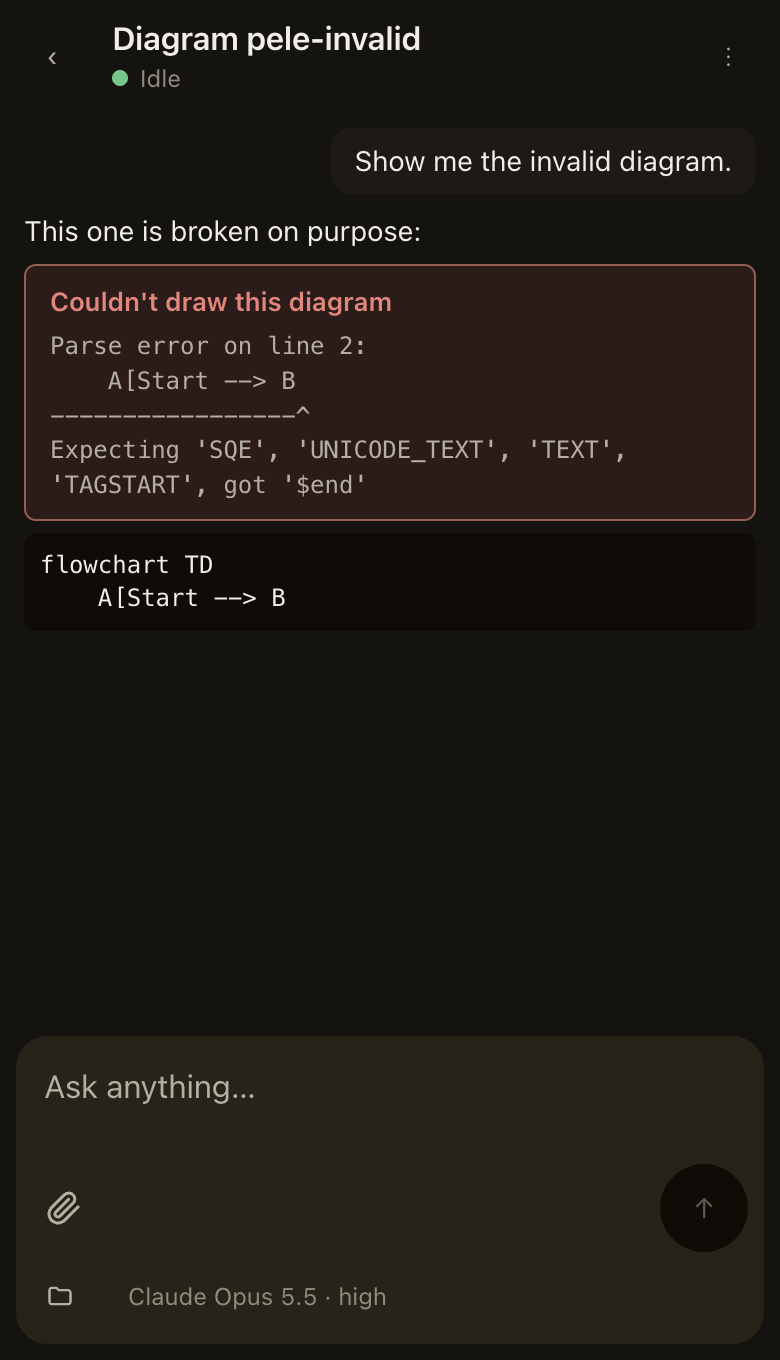 Diagram pele-invalid
Idle
Show me the invalid diagram.
This one is broken on purpose:
Couldn't draw this diagram
Parse error on line 2:
    A[Start --> B
-----------------^
Expecting 'SQE', 'UNICODE_TEXT', 'TEXT',
'TAGSTART', got '$end'
flowchart TD
    A[Start --> B
Ask anything...
Claude Opus 5.5 · high